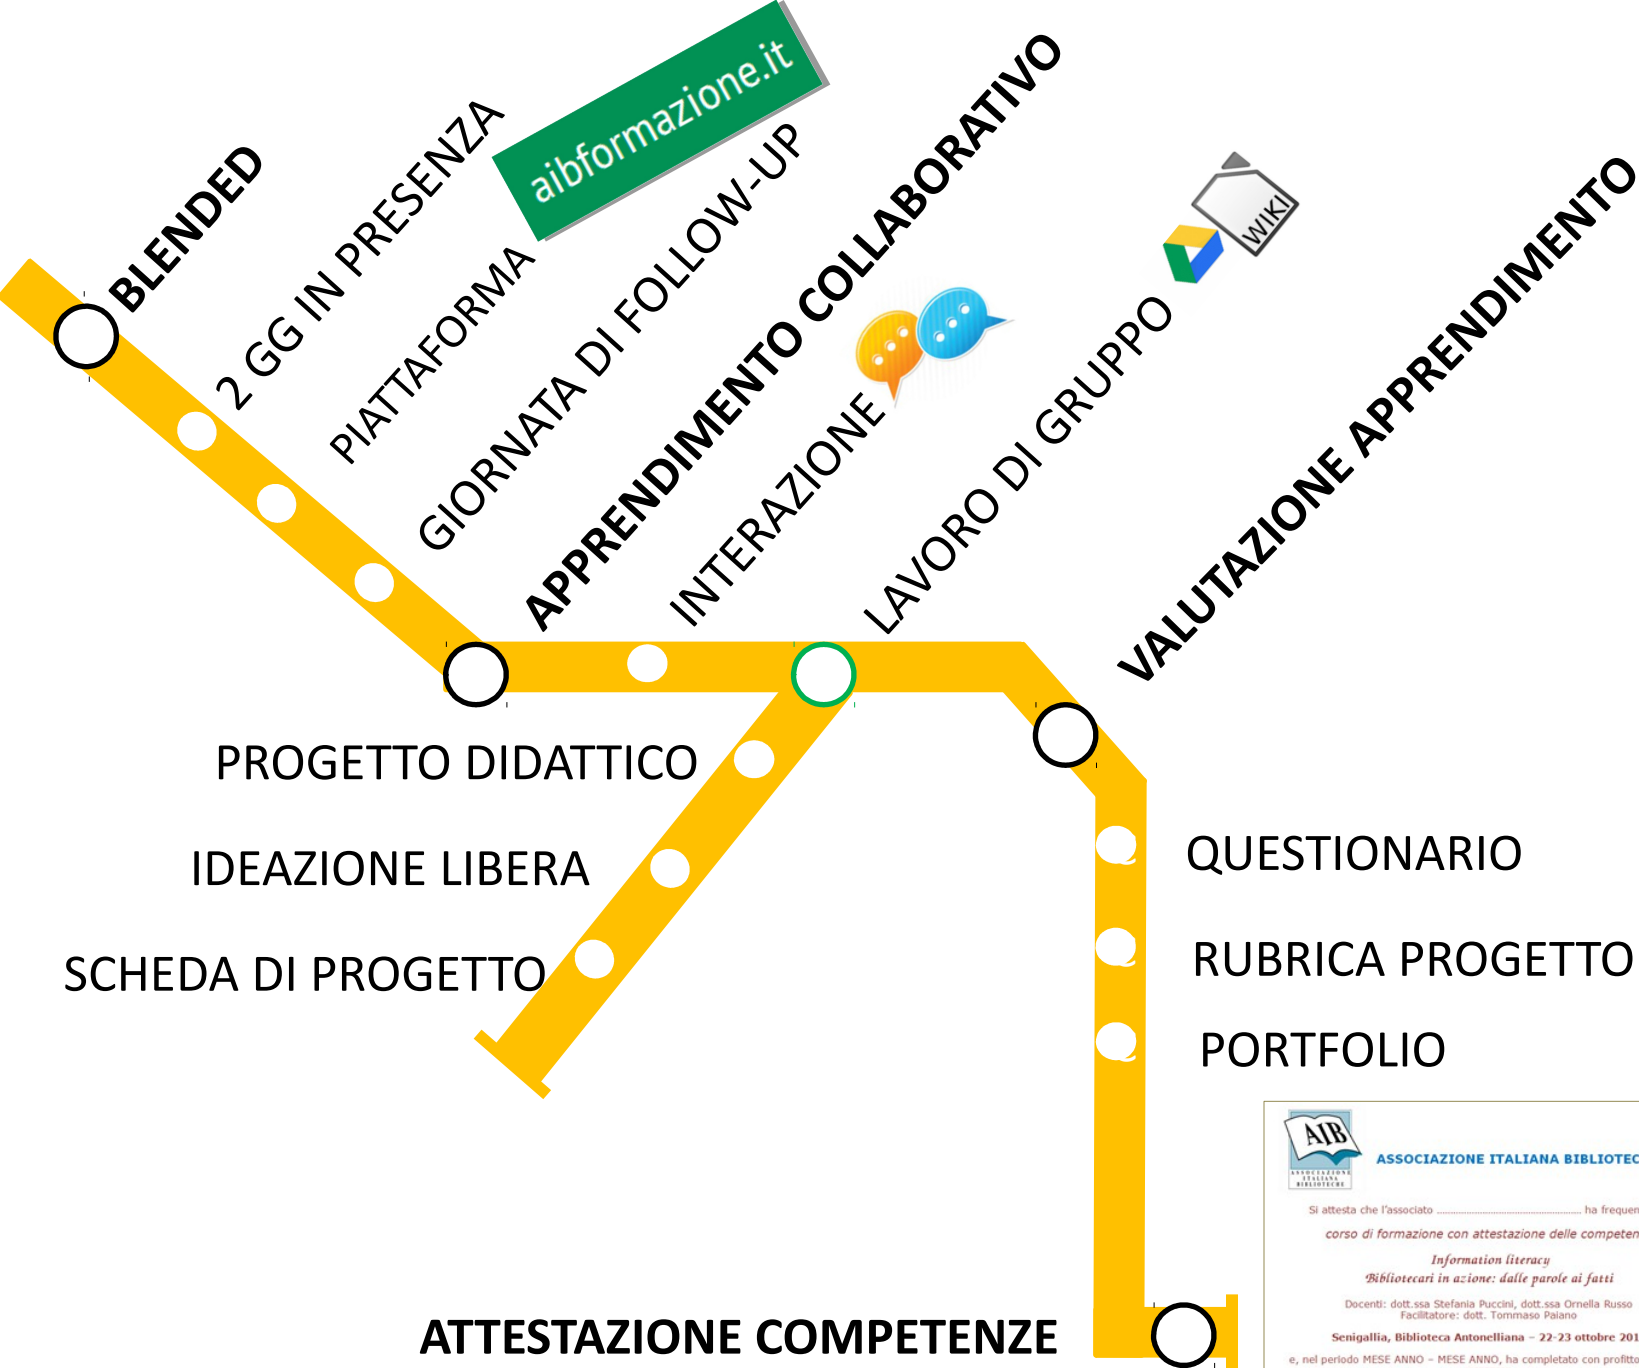 BLENDED
2 GG IN PRESENZA
PIATTAFORMA
aibformazione.it
GIORNATA DI FOLLOW-UP
APPRENDIMENTO COLLABORATIVO
INTERAZIONE
LAVORO DI GRUPPO
WIKI
VALUTAZIONE APPRENDIMENTO
PROGETTO DIDATTICO
IDEAZIONE LIBERA
SCHEDA DI PROGETTO
QUESTIONARIO
RUBRICA PROGETTO
PORTFOLIO
AIB
ASSOCIAZIONE
ITALIANA
BIBLIOTECHE
ASSOCIAZIONE ITALIANA BIBLIOTEC
Si attesta che l'associato ........................................................ ha frequen
corso di formazione con attestazione delle competen
Information literacy
Bibliotecari in azione: dalle parole ai fatti
Docenti: dott.ssa Stefania Puccini, dott.ssa Ornella Russo
Facilitatore: dott. Tommaso Paiano
Senigallia, Biblioteca Antonelliana – 22-23 ottobre 201
e, nel periodo MESE ANNO – MESE ANNO, ha completato con profitto
ATTESTAZIONE COMPETENZE